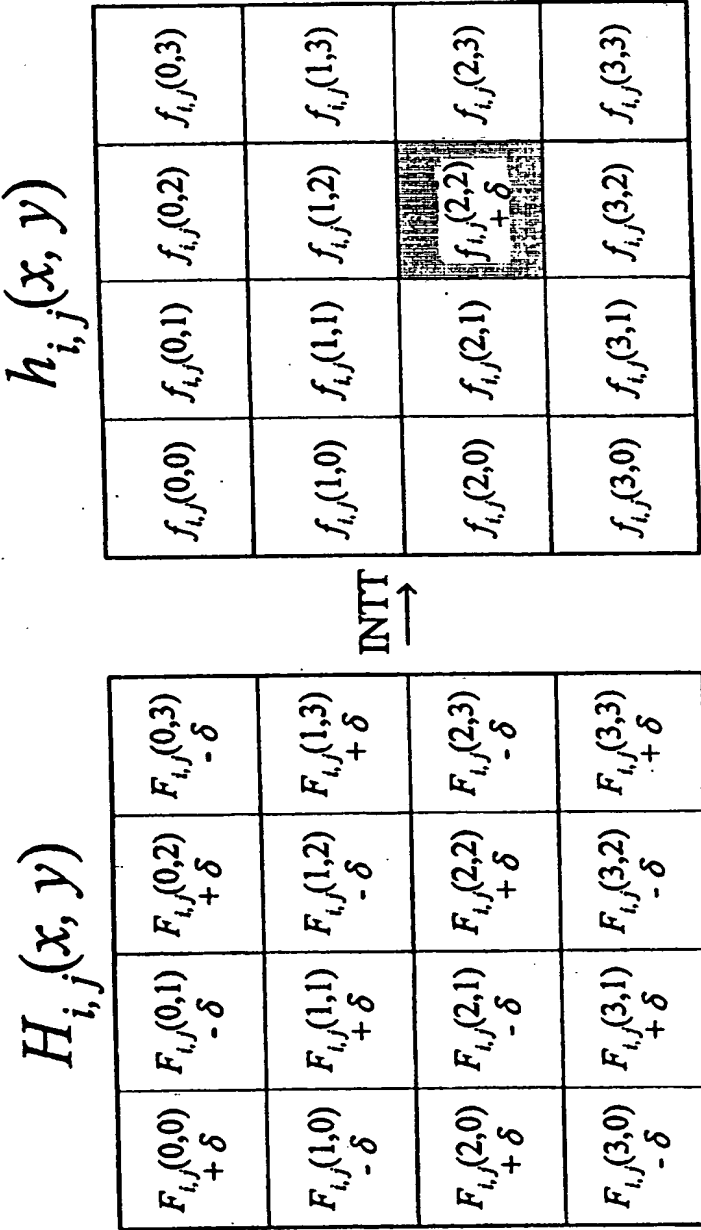 H_{i,j}(x, y)
F_{i,j}(0,0) + δ F_{i,j}(0,1) - δ F_{i,j}(0,2) + δ F_{i,j}(0,3) - δ
F_{i,j}(1,0) - δ F_{i,j}(1,1) + δ F_{i,j}(1,2) - δ F_{i,j}(1,3) + δ
F_{i,j}(2,0) + δ F_{i,j}(2,1) - δ F_{i,j}(2,2) + δ F_{i,j}(2,3) - δ
F_{i,j}(3,0) - δ F_{i,j}(3,1) + δ F_{i,j}(3,2) - δ F_{i,j}(3,3) + δ
INTT
→
h_{i,j}(x, y)
f_{i,j}(0,0) f_{i,j}(0,1) f_{i,j}(0,2) f_{i,j}(0,3)
f_{i,j}(1,0) f_{i,j}(1,1) f_{i,j}(1,2) f_{i,j}(1,3)
f_{i,j}(2,0) f_{i,j}(2,1) f_{i,j}(2,2) + δ f_{i,j}(2,3)
f_{i,j}(3,0) f_{i,j}(3,1) f_{i,j}(3,2) f_{i,j}(3,3)